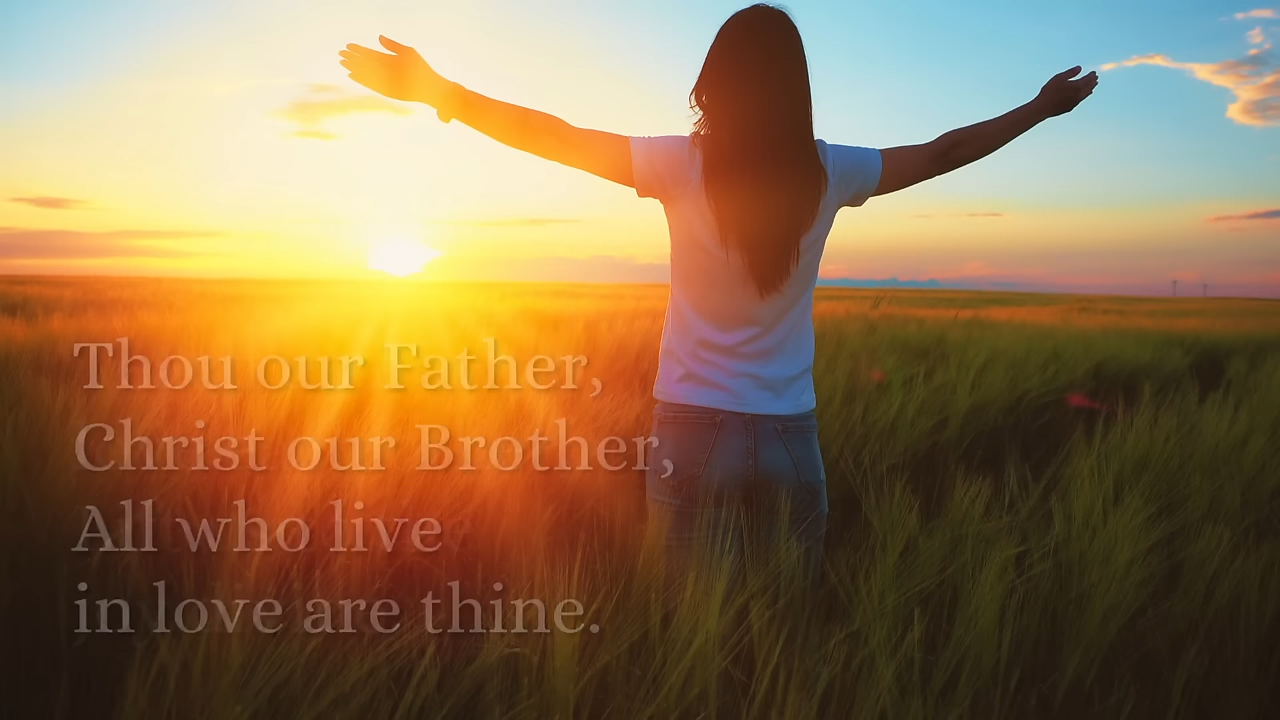 Thou our Father,
Christ our Brother,
All who live
in love are thine.